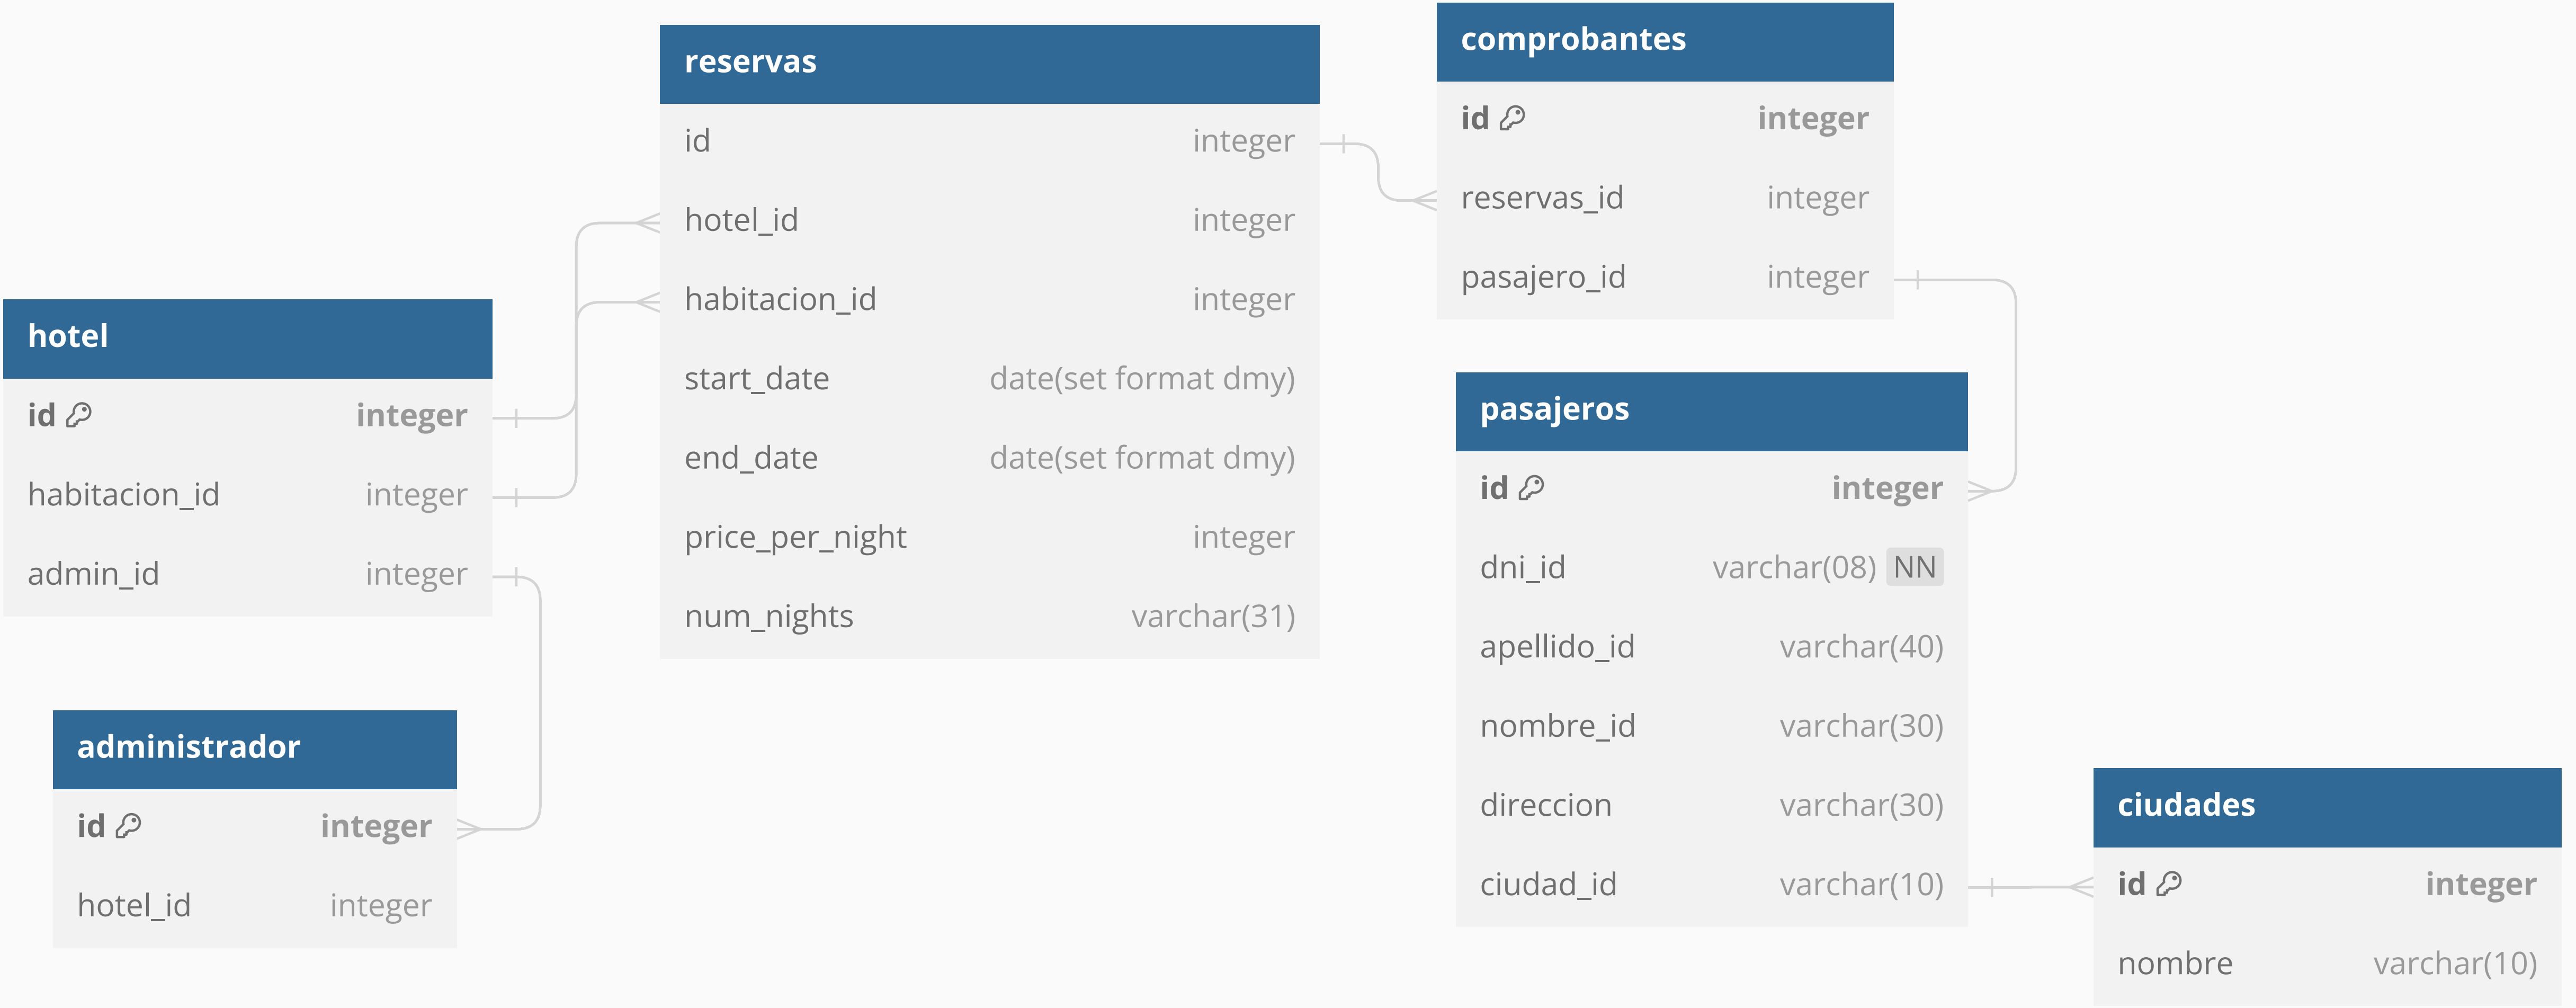 hotel
id integer
habitacion_id integer
admin_id integer
administrador
id integer
hotel_id integer
reservas
id integer
hotel_id integer
habitacion_id integer
start_date date(set format dmy)
end_date date(set format dmy)
price_per_night integer
num_nights varchar(31)
comprobantes
id integer
reservas_id integer
pasajero_id integer
pasajeros
id integer
dni_id varchar(08) NN
apellido_id varchar(40)
nombre_id varchar(30)
direccion varchar(30)
ciudad_id varchar(10)
ciudades
id integer
nombre varchar(10)